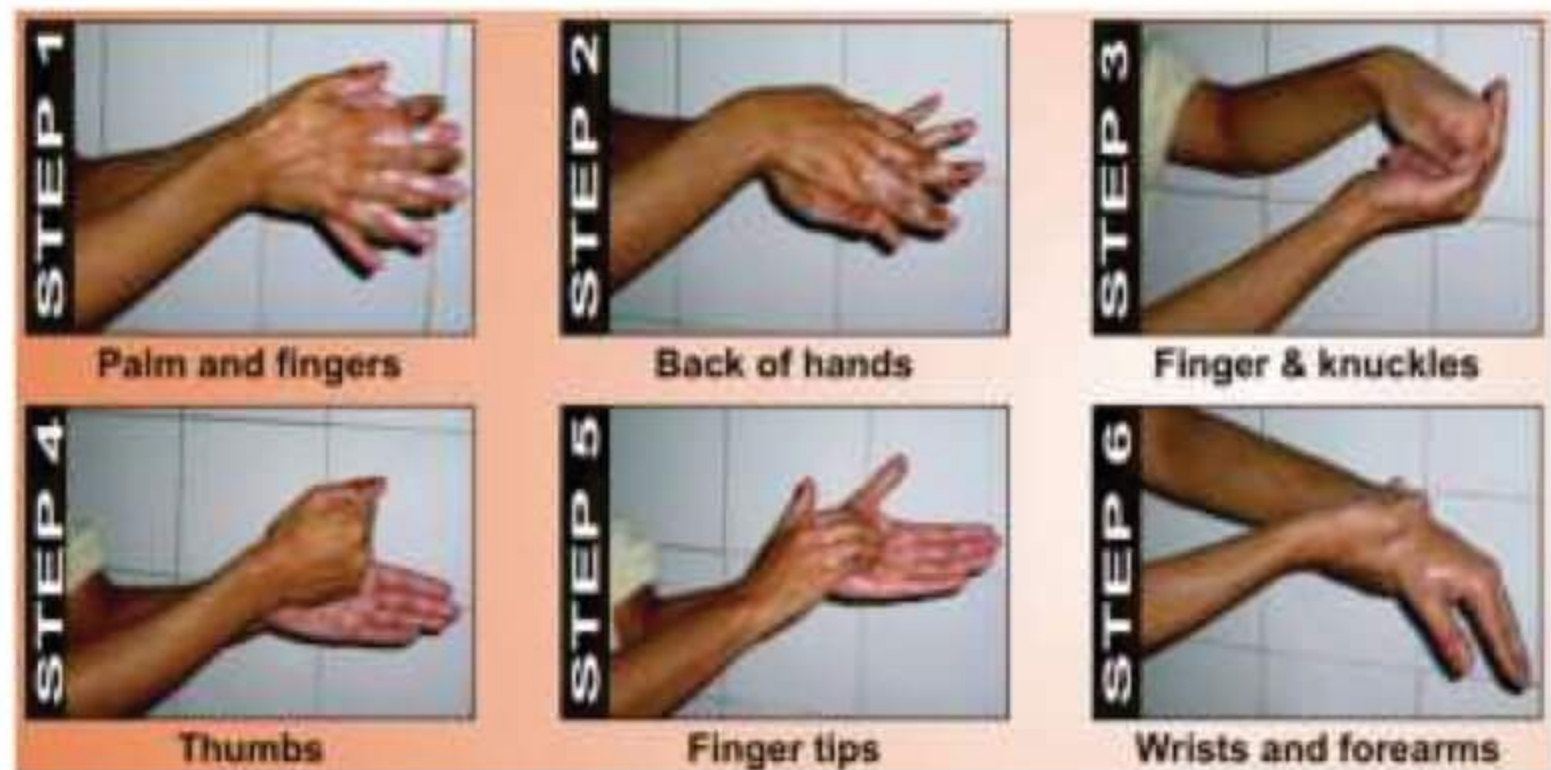 STEP 1
Palm and fingers
STEP 2
Back of hands
STEP 3
Finger & knuckles
STEP 4
Thumbs
STEP 5
Finger tips
STEP 6
Wrists and forearms